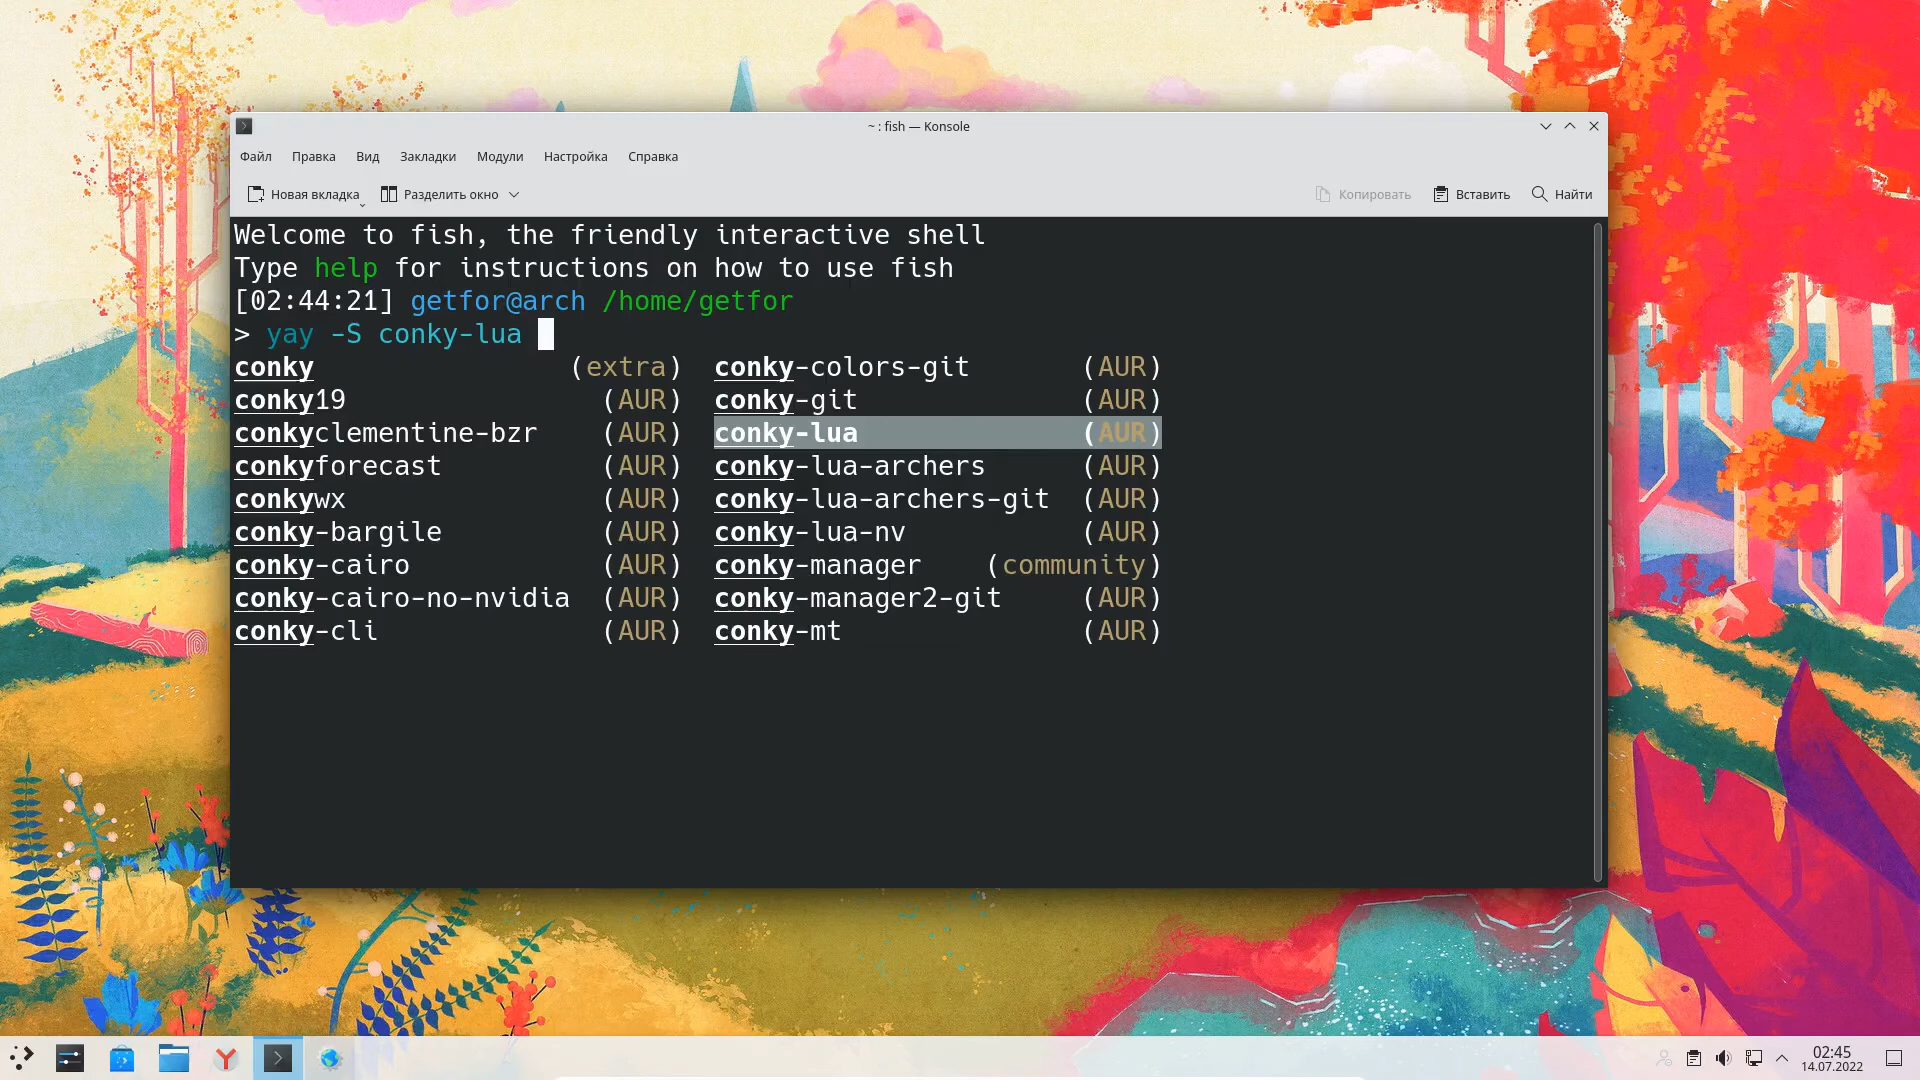 ~ : fish — Konsole
Файл Правка Вид Закладки Модули Настройка Справка
Новая вкладка Разделить окно Копировать Вставить Найти
Welcome to fish, the friendly interactive shell
Type help for instructions on how to use fish
[02:44:21] getfor@arch /home/getfor
> yay -S conky-lua
conky (extra) conky-colors-git (AUR)
conky19 (AUR) conky-git (AUR)
conkyclementine-bzr (AUR) conky-lua (AUR)
conkyforecast (AUR) conky-lua-archers (AUR)
conkywx (AUR) conky-lua-archers-git (AUR)
conky-bargile (AUR) conky-lua-nv (AUR)
conky-cairo (AUR) conky-manager (community)
conky-cairo-no-nvidia (AUR) conky-manager2-git (AUR)
conky-cli (AUR) conky-mt (AUR)
02:45
14.07.2022